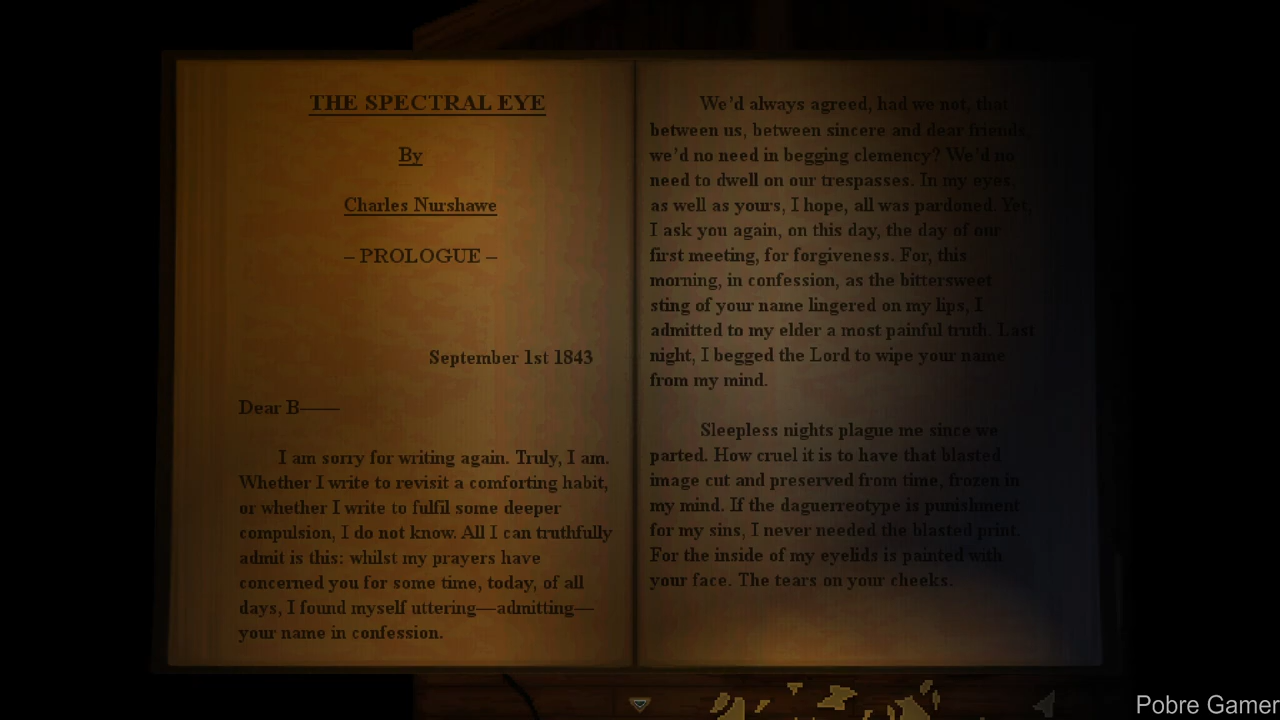 THE SPECTRAL EYE
By
Charles Nurshawe
– PROLOGUE –
September 1st 1843
Dear B——
I am sorry for writing again. Truly, I am.
Whether I write to revisit a comforting habit,
or whether I write to fulfil some deeper
compulsion, I do not know. All I can truthfully
admit is this: whilst my prayers have
concerned you for some time, today, of all
days, I found myself uttering—admitting—
your name in confession.
We'd always agreed, had we not, that
between us, between sincere and dear friends,
we'd no need in begging clemency? We'd no
need to dwell on our trespasses. In my eyes,
as well as yours, I hope, all was pardoned. Yet,
I ask you again, on this day, the day of our
first meeting, for forgiveness. For, this
morning, in confession, as the bittersweet
sting of your name lingered on my lips, I
admitted to my elder a most painful truth. Last
night, I begged the Lord to wipe your name
from my mind.
Sleepless nights plague me since we
parted. How cruel it is to have that blasted
image cut and preserved from time, frozen in
my mind. If the daguerreotype is punishment
for my sins, I never needed the blasted print.
For the inside of my eyelids is painted with
your face. The tears on your cheeks.
Pobre Gamer